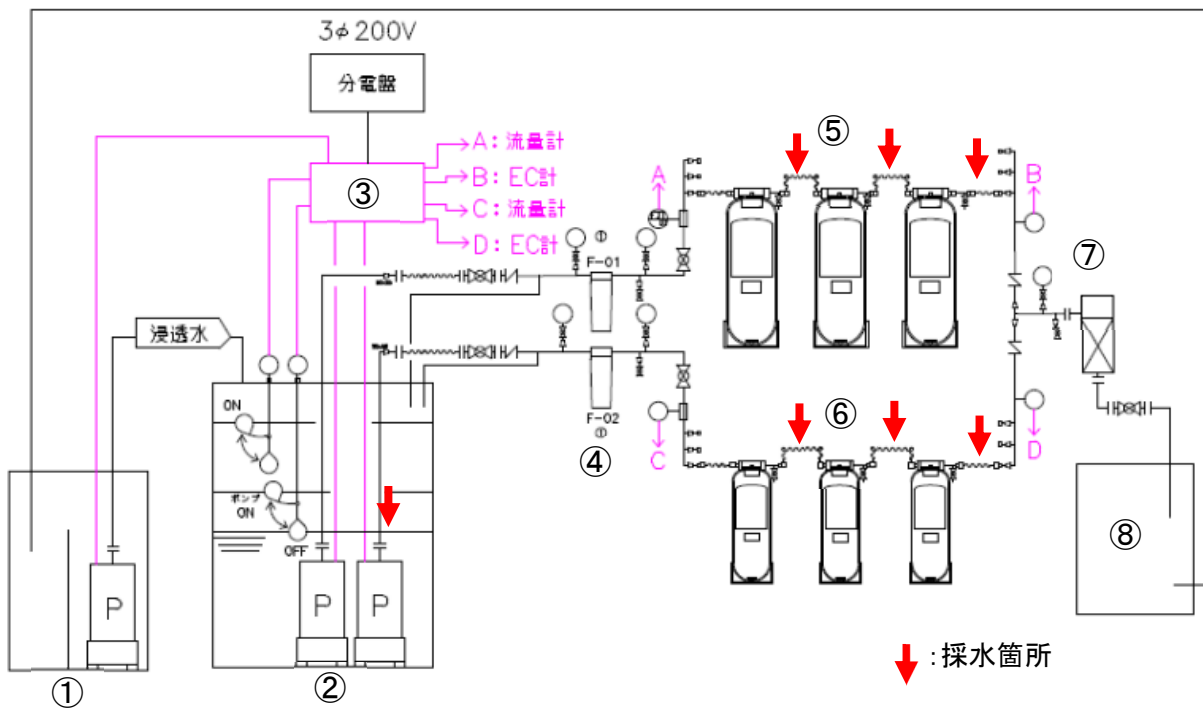 3φ200V
分電盤
③
A：流量計
B：EC計
C：流量計
D：EC計
浸透水
ON
ポンプ
ON
OFF
P
P
P
①
②
①
F-01
F-02
①
④
A
⑤
B
⑦
C
⑥
D
⑧
：採水箇所